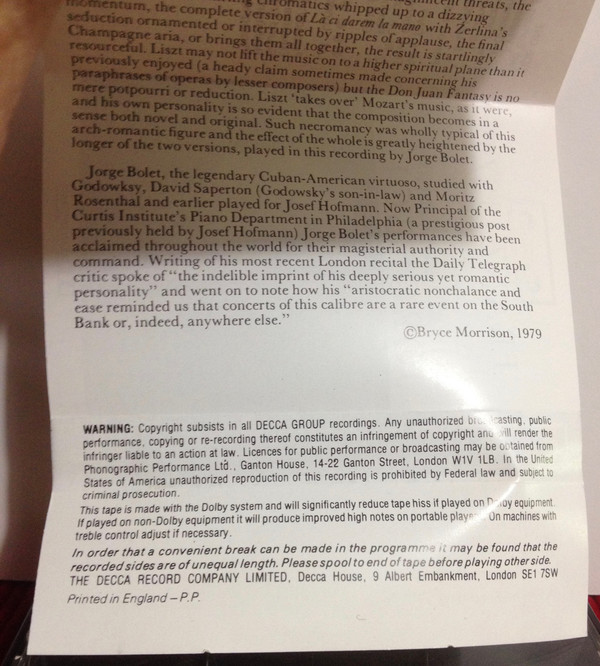 chromatics whipped up to a dizzying
momentum, the complete version of Là ci darem la mano with Zerlina's
seduction ornamented or interrupted by ripples of applause, the final
Champagne aria, or brings them all together, the result is startlingly
resourceful. Liszt may not lift the music on to a higher spiritual plane than it
previously enjoyed (a heady claim sometimes made concerning his
paraphrases of operas by lesser composers) but the Don Juan Fantasy is no
mere potpourri or reduction. Liszt 'takes over' Mozart's music, as it were,
and his own personality is so evident that the composition becomes in a
sense both novel and original. Such necromancy was wholly typical of this
arch-romantic figure and the effect of the whole is greatly heightened by the
longer of the two versions, played in this recording by Jorge Bolet.
Jorge Bolet, the legendary Cuban-American virtuoso, studied with
Godowksy, David Saperton (Godowsky's son-in-law) and Moritz
Rosenthal and earlier played for Josef Hofmann. Now Principal of the
Curtis Institute's Piano Department in Philadelphia (a prestigious post
previously held by Josef Hofmann) Jorge Bolet's performances have been
acclaimed throughout the world for their magisterial authority and
command. Writing of his most recent London recital the Daily Telegraph
critic spoke of "the indelible imprint of his deeply serious yet romantic
personality" and went on to note how his "aristocratic nonchalance and
ease reminded us that concerts of this calibre are a rare event on the South
Bank or, indeed, anywhere else."
©Bryce Morrison, 1979
WARNING: Copyright subsists in all DECCA GROUP recordings. Any unauthorized broadcasting, public
performance, copying or re-recording thereof constitutes an infringement of copyright and will render the
infringer liable to an action at law. Licences for public performance or broadcasting may be obtained from
Phonographic Performance Ltd., Ganton House, 14-22 Ganton Street, London W1V 1LB. In the United
States of America unauthorized reproduction of this recording is prohibited by Federal law and subject to
criminal prosecution.
This tape is made with the Dolby system and will significantly reduce tape hiss if played on Dolby equipment.
If played on non-Dolby equipment it will produce improved high notes on portable players. On machines with
treble control adjust if necessary.
In order that a convenient break can be made in the programme it may be found that the
recorded sides are of unequal length. Please spool to end of tape before playing other side.
THE DECCA RECORD COMPANY LIMITED, Decca House, 9 Albert Embankment, London SE1 7SW
Printed in England – P.P.